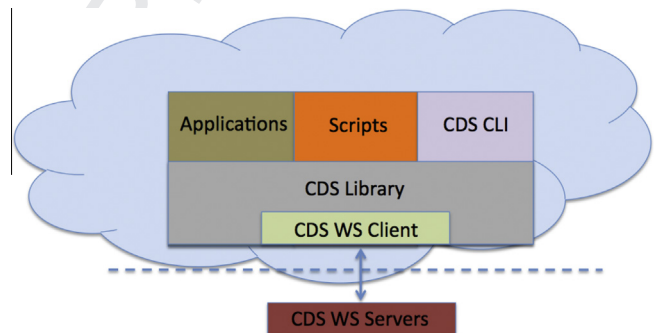 Applications Scripts CDS CLI
CDS Library
CDS WS Client
CDS WS Servers